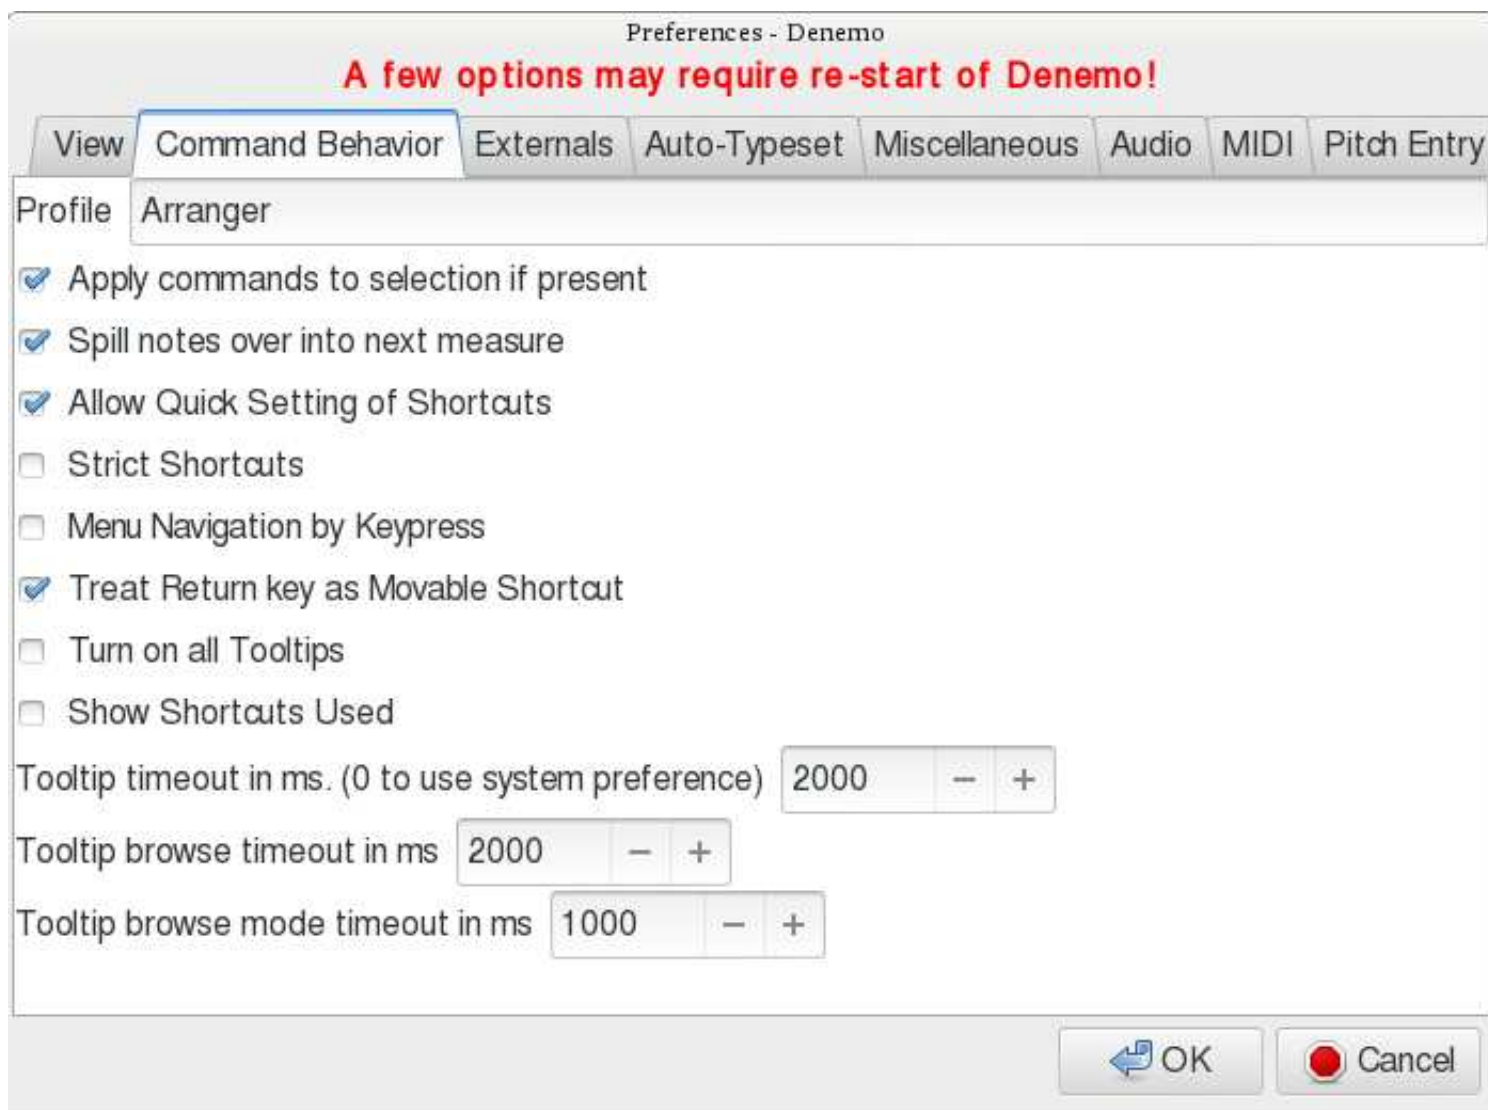 Preferences - Denemo
A few options may require re-start of Denemo!
View Command Behavior Externals Auto-Typeset Miscellaneous Audio MIDI Pitch Entry
Profile Arranger
Apply commands to selection if present
Spill notes over into next measure
Allow Quick Setting of Shortcuts
Strict Shortcuts
Menu Navigation by Keypress
Treat Return key as Movable Shortcut
Turn on all Tooltips
Show Shortcuts Used
Tooltip timeout in ms. (0 to use system preference) 2000 − +
Tooltip browse timeout in ms 2000 − +
Tooltip browse mode timeout in ms 1000 − +
OK Cancel